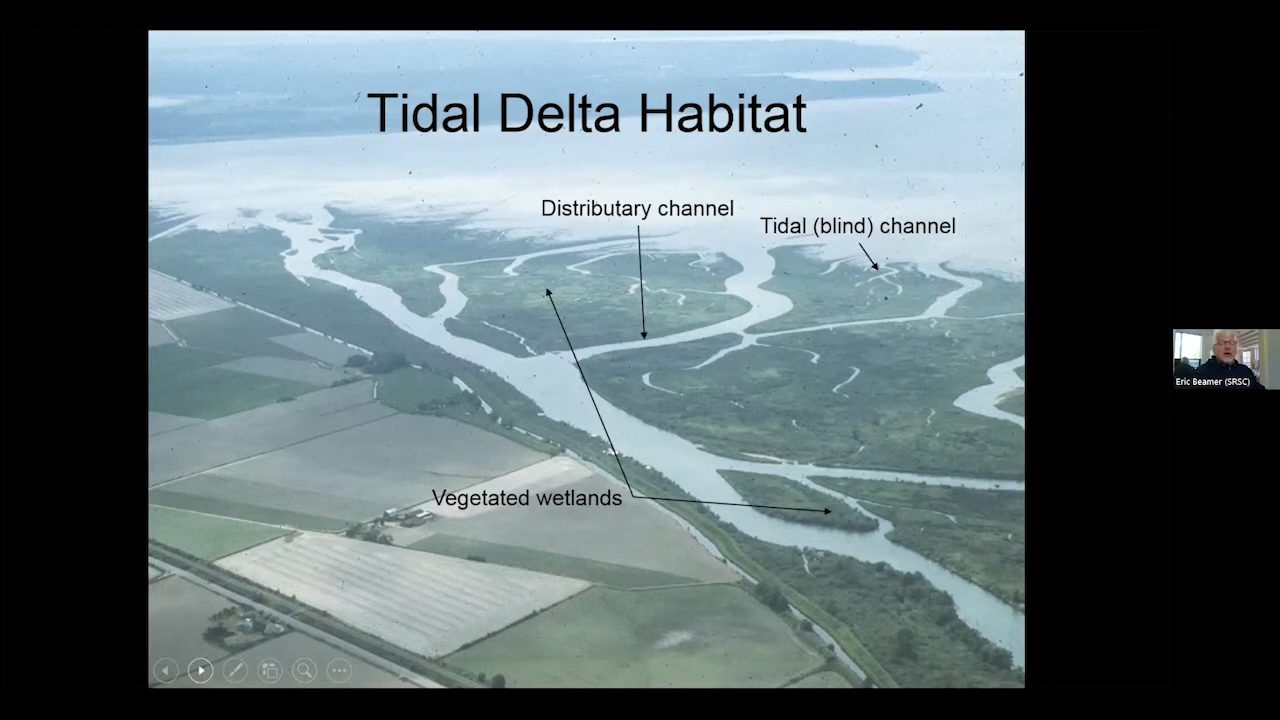 Tidal Delta Habitat
Distributary channel
Tidal (blind) channel
Vegetated wetlands
Eric Beamer (SRSC)